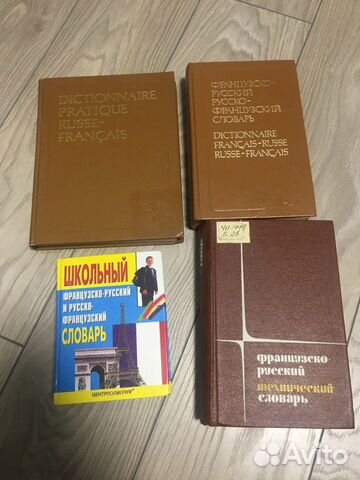 DICTIONNAIRE
PRATIQUE
RUSSE-
FRANÇAIS
ФРАНЦУЗСКО-
РУССКИЙ
РУССКО-
ФРАНЦУЗСКИЙ
СЛОВАРЬ
DICTIONNAIRE
FRANÇAIS-RUSSE
RUSSE-FRANÇAIS
ШКОЛЬНЫЙ
ФРАНЦУЗСКО-РУССКИЙ
И РУССКО-
ФРАНЦУЗСКИЙ
СЛОВАРЬ
ЦЕНТРПОЛИГРАФ
французско-
русский
технический
словарь
Avito